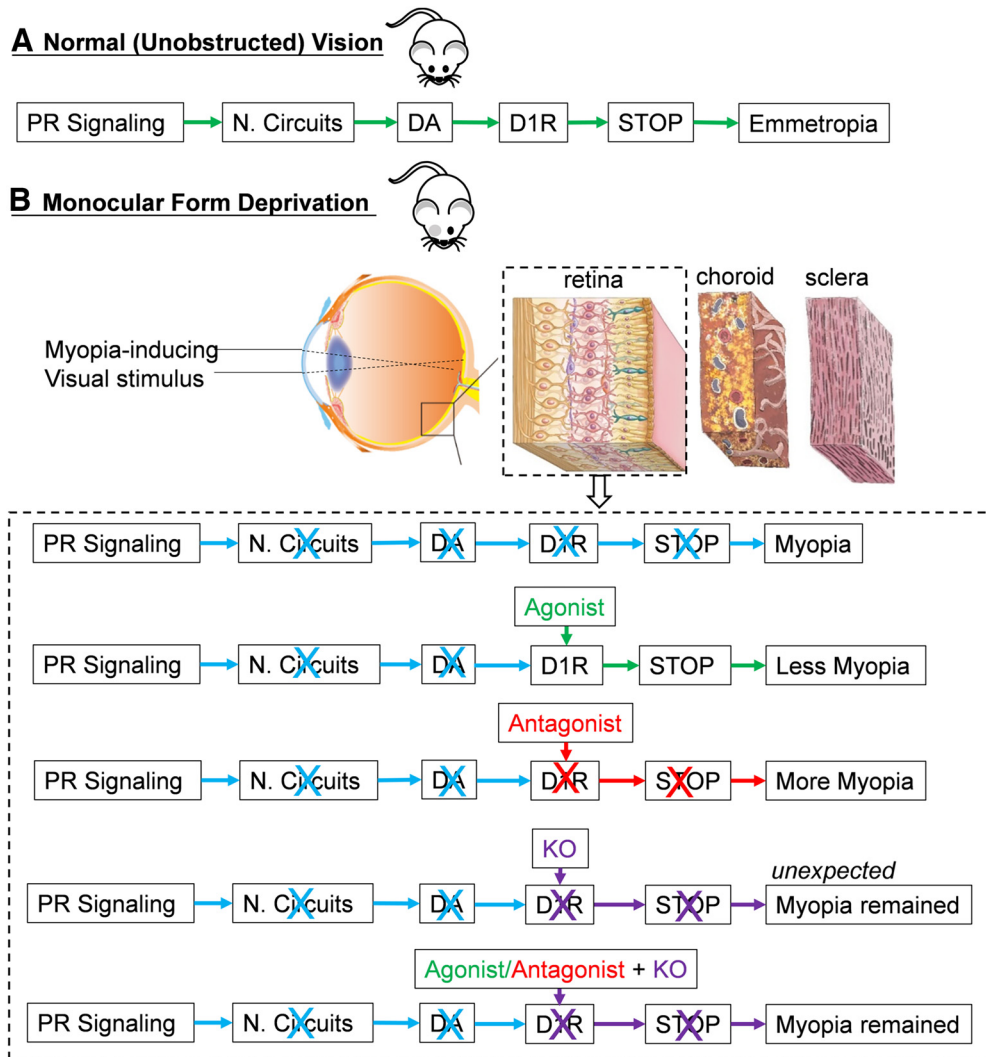 A Normal (Unobstructed) Vision
PR Signaling N. Circuits DA D1R STOP Emmetropia
B Monocular Form Deprivation
retina choroid sclera
Myopia-inducing
Visual stimulus
PR Signaling N. Circuits DA D1R STOP Myopia
Agonist
PR Signaling N. Circuits DA D1R STOP Less Myopia
Antagonist
PR Signaling N. Circuits DA D1R STOP More Myopia
KO
unexpected
PR Signaling N. Circuits DA D1R STOP Myopia remained
Agonist/Antagonist + KO
PR Signaling N. Circuits DA D1R STOP Myopia remained